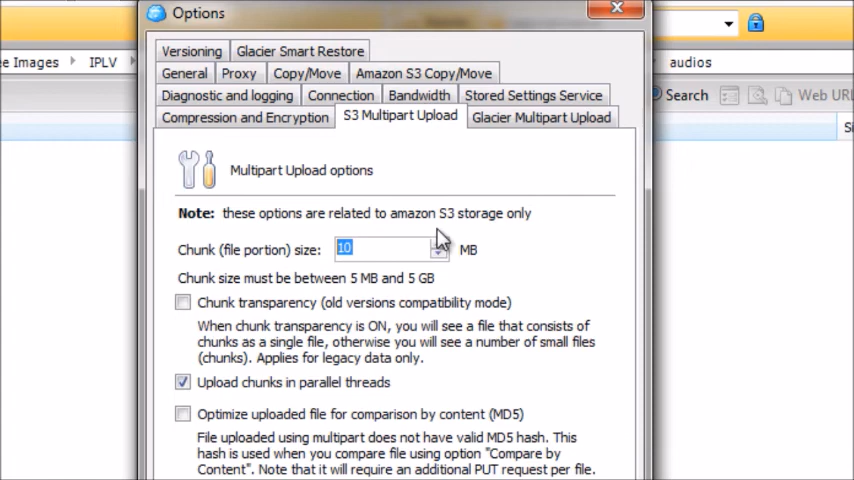 Options
Versioning
Glacier Smart Restore
ee Images
IPLV
audios
General
Proxy
Copy/Move
Amazon S3 Copy/Move
Diagnostic and logging
Connection
Bandwidth
Stored Settings Service
Search
Web URL
Compression and Encryption
S3 Multipart Upload
Glacier Multipart Upload
Si
Multipart Upload options
Note: these options are related to amazon S3 storage only
Chunk (file portion) size: 10 MB
Chunk size must be between 5 MB and 5 GB
Chunk transparency (old versions compatibility mode)
When chunk transparency is ON, you will see a file that consists of
chunks as a single file, otherwise you will see a number of small files
(chunks). Applies for legacy data only.
Upload chunks in parallel threads
Optimize uploaded file for comparison by content (MD5)
File uploaded using multipart does not have valid MD5 hash. This
hash is used when you compare file using option "Compare by
Content". Note that it will require an additional PUT request per file.